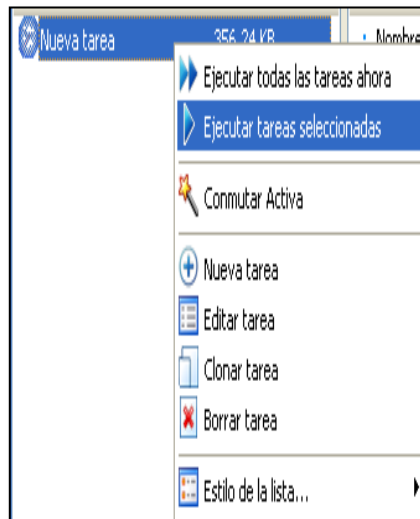 Nueva tarea 356,24 KB Nombre
Ejecutar todas las tareas ahora
Ejecutar tareas seleccionadas
Conmutar Activa
Nueva tarea
Editar tarea
Clonar tarea
Borrar tarea
Estilo de la lista...